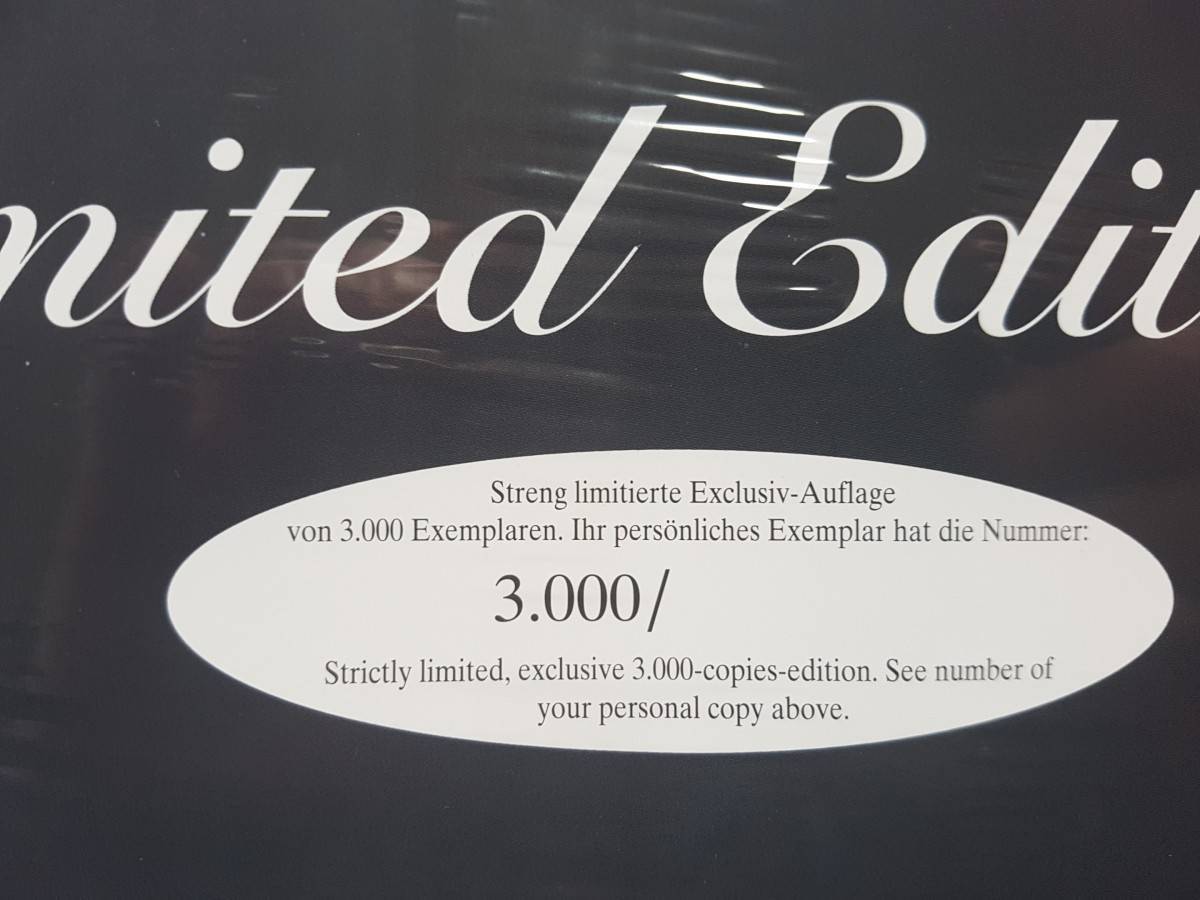 mited Edit
Streng limitierte Exclusiv-Auflage
von 3.000 Exemplaren. Ihr persönliches Exemplar hat die Nummer:
3.000/
Strictly limited, exclusive 3.000-copies-edition. See number of
your personal copy above.